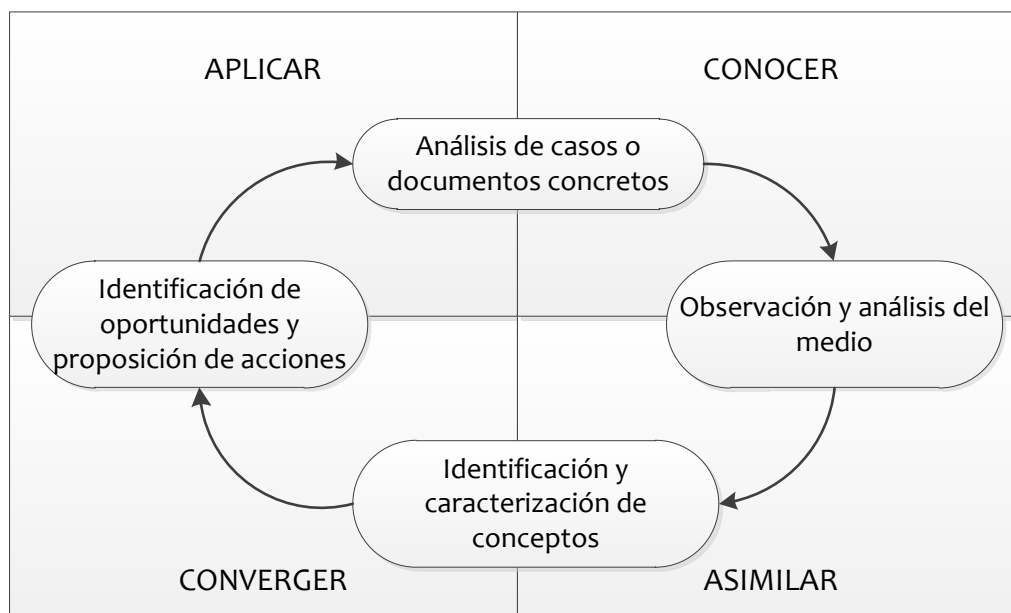 APLICAR
CONOCER
Análisis de casos o
documentos concretos
Identificación de
oportunidades y
proposición de acciones
Observación y análisis del
medio
Identificación y
caracterización de
conceptos
CONVERGER
ASIMILAR